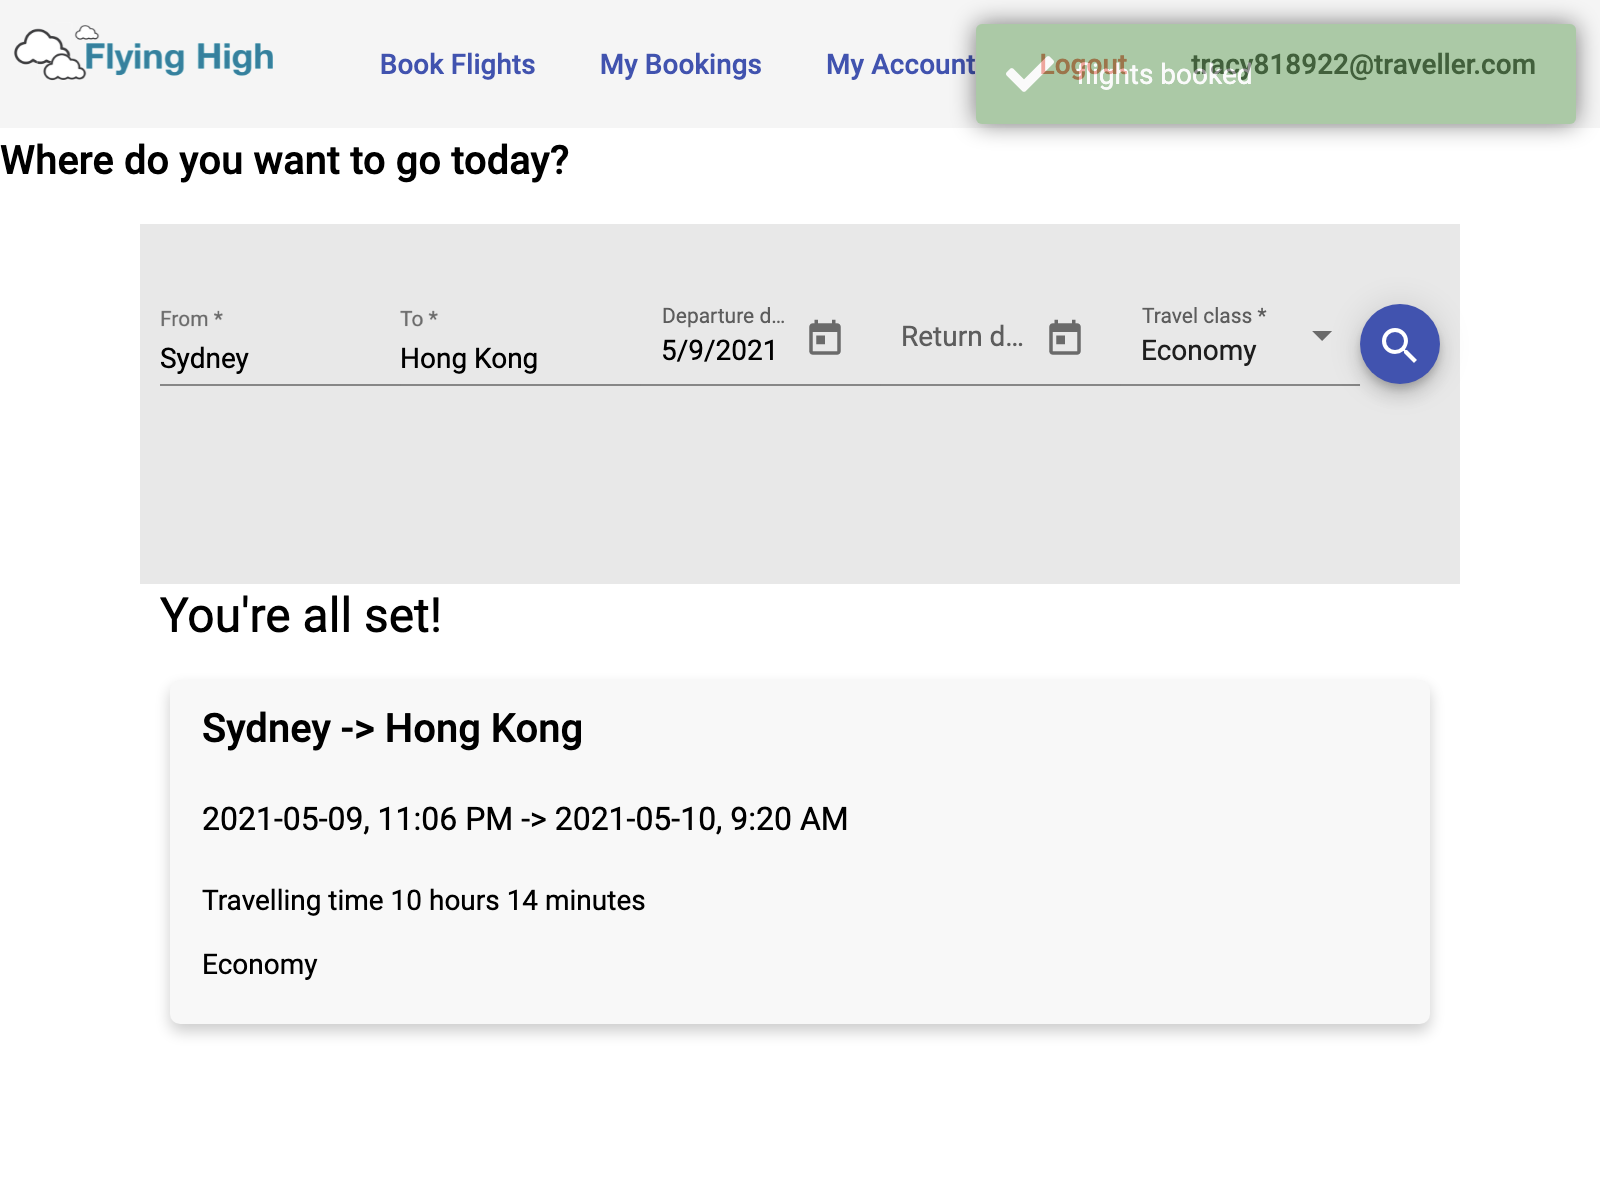 Flying High
Book Flights
My Bookings
My Account
Logout
tracy818922@traveller.com
flights booked
Where do you want to go today?
From *
Sydney
To *
Hong Kong
Departure d...
5/9/2021
Return d...
Travel class *
Economy
You're all set!
Sydney -> Hong Kong
2021-05-09, 11:06 PM -> 2021-05-10, 9:20 AM
Travelling time 10 hours 14 minutes
Economy